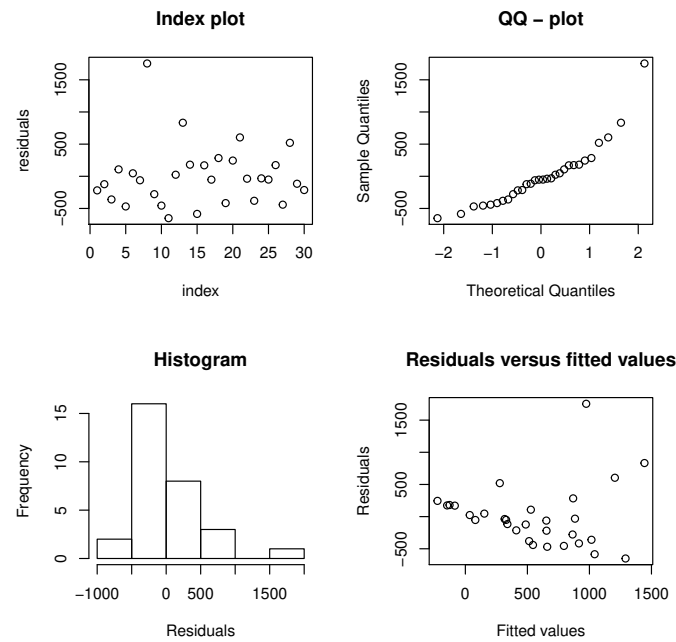 Index plot
residuals
1500
500
−500
0 5 10 15 20 25 30
index
QQ − plot
Sample Quantiles
1500
500
−500
−2 −1 0 1 2
Theoretical Quantiles
Histogram
Frequency
15
10
5
0
−1000 0 500 1500
Residuals
Residuals versus fitted values
Residuals
1500
500
−500
0 500 1000 1500
Fitted values